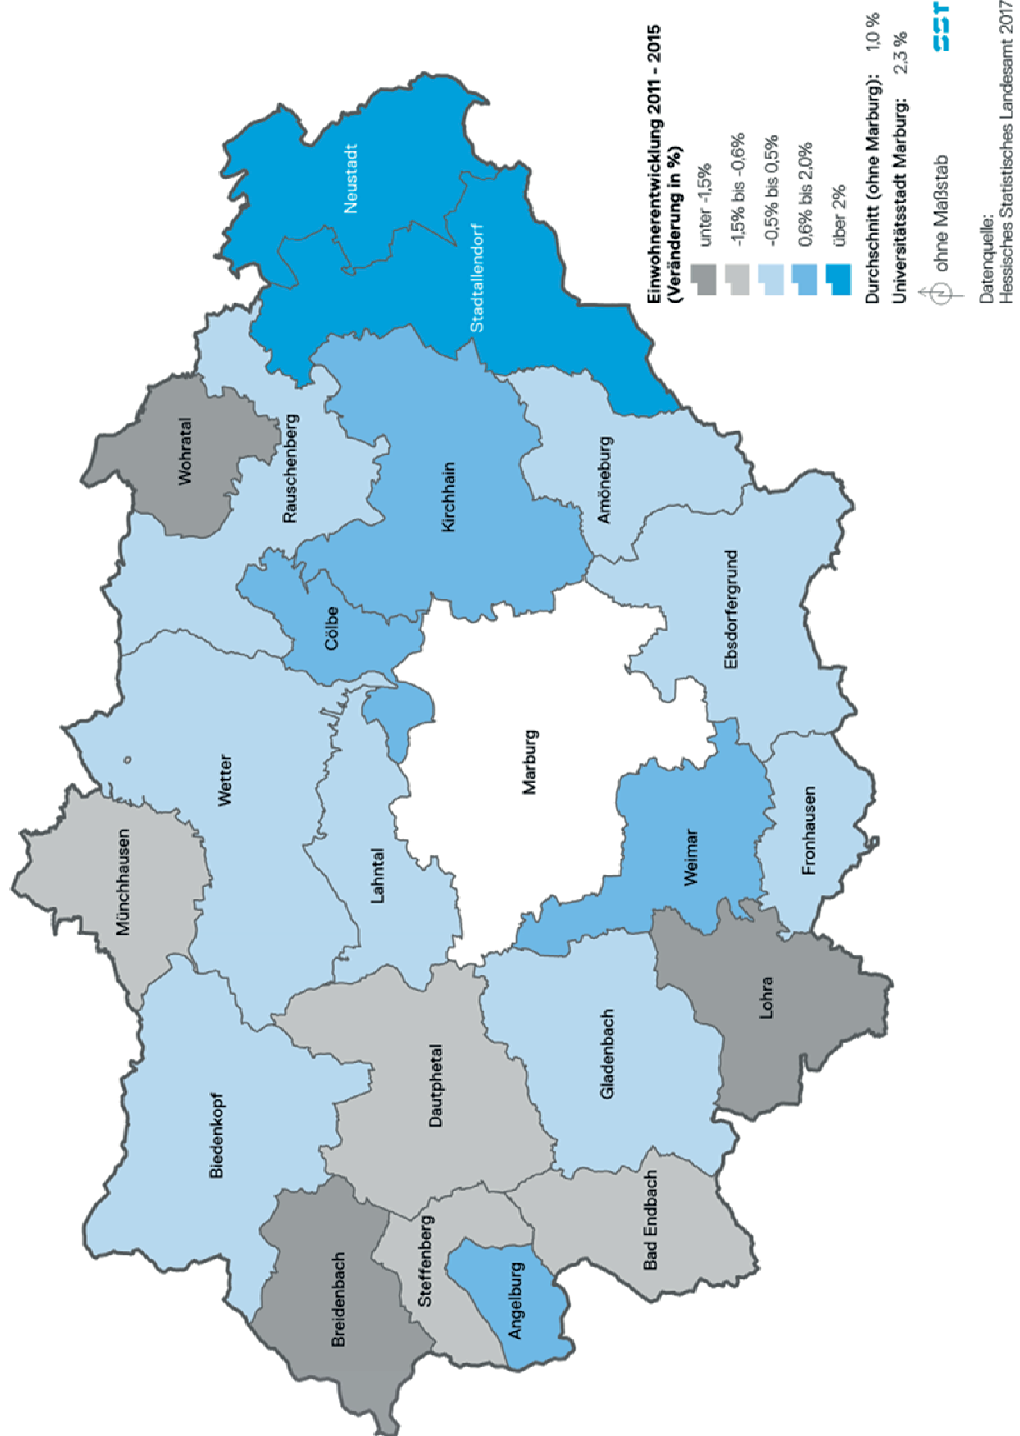 Münchhausen
Wohratal
Wetter
Biedenkopf
Rauschenberg
Neustadt
Cölbe
Breidenbach
Lahntal
Steffenberg
Dautphetal
Kirchhain
Stadtallendorf
Angelburg
Marburg
Gladenbach
Amöneburg
Bad Endbach
Weimar
Ebsdorfergrund
Lohra
Fronhausen
Einwohnerentwicklung 2011 - 2015
(Veränderung in %)
unter -1,5%
-1,5% bis -0,6%
-0,5% bis 0,5%
0,6% bis 2,0%
über 2%
Durchschnitt (ohne Marburg): 1,0 %
Universitätsstadt Marburg: 2,3 %
ohne Maßstab
SST
Datenquelle:
Hessisches Statistisches Landesamt 2017